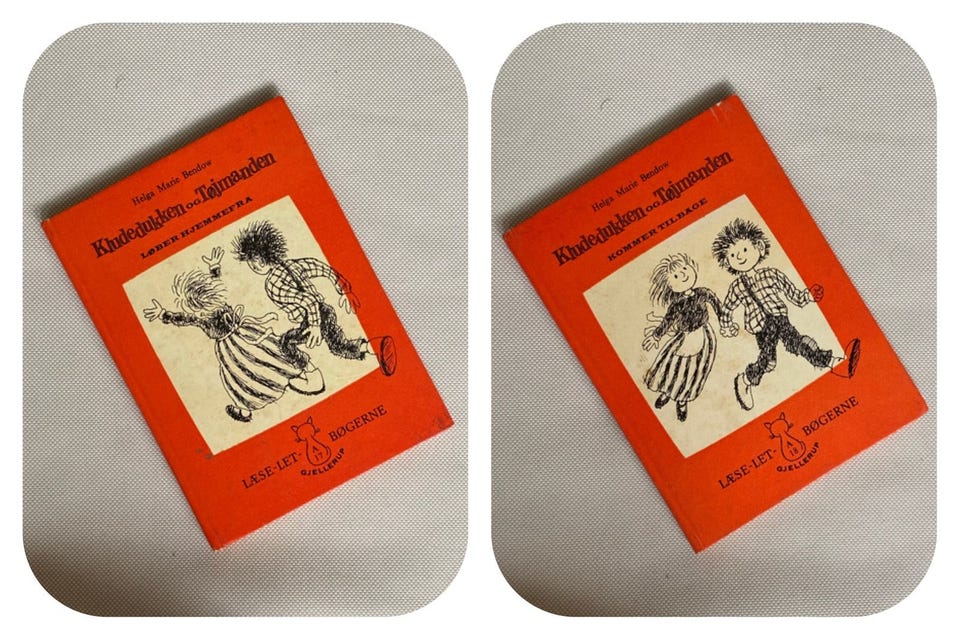 Helga Marie Bendow
Kludedukken OG Tøjmanden
LØBER HJEMMEFRA
LÆSE-LET- BØGERNE
A
17
GJELLERUP
Helga Marie Bendow
Kludedukken OG Tøjmanden
KOMMER TILBAGE
LÆSE-LET- BØGERNE
A
18
GJELLERUP